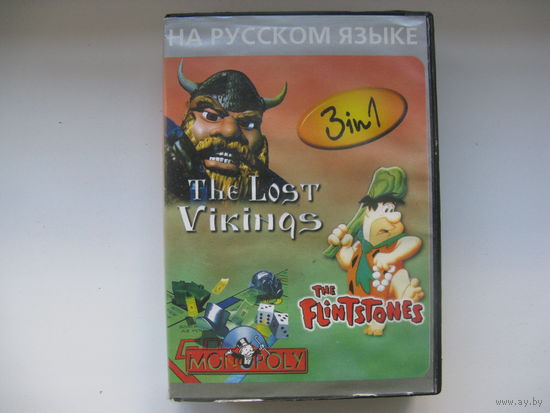 НА РУССКОМ ЯЗЫКЕ
3in1
The Lost
Vikings
THE
FLINTSTONES
MONOPOLY
www.ay.by